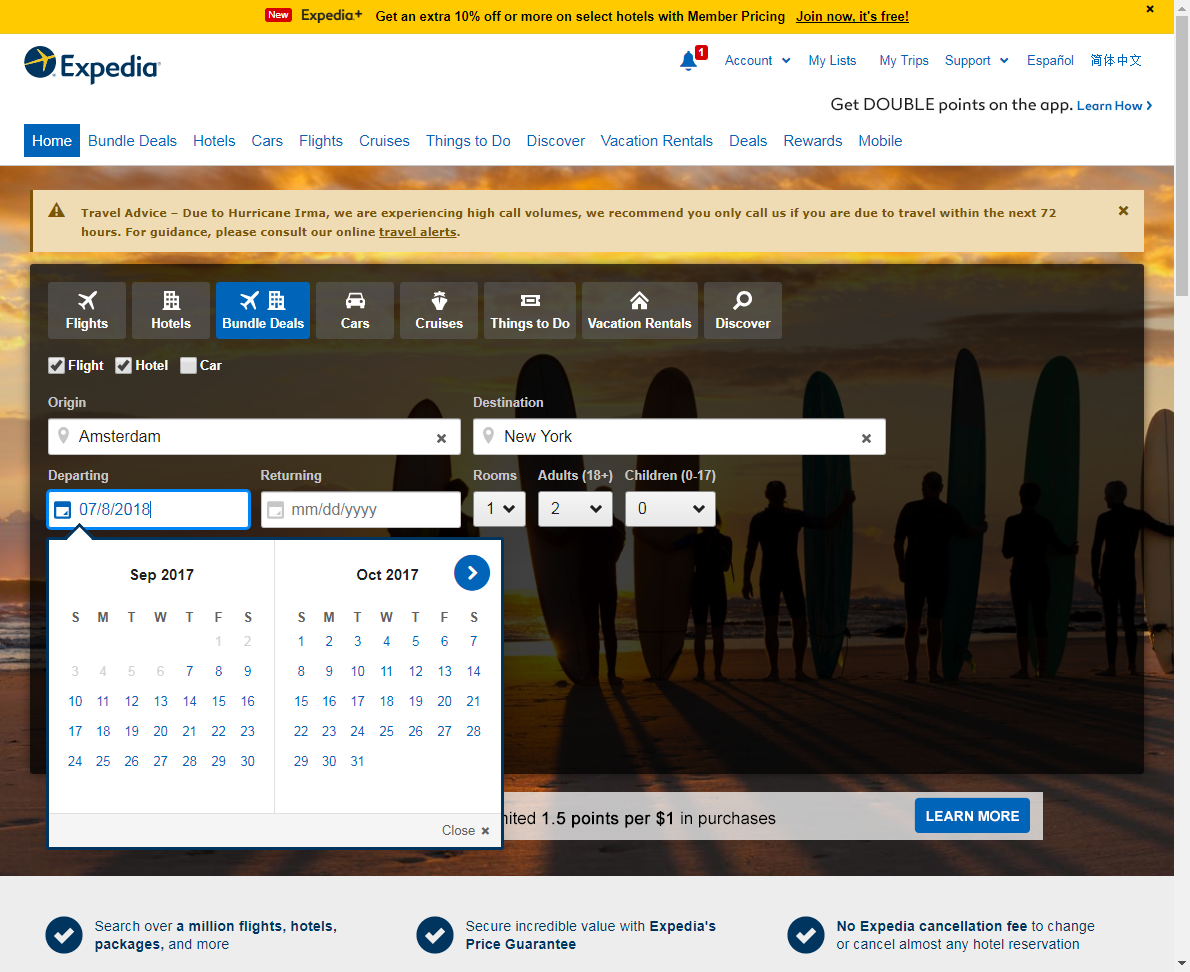 New Expedia+ Get an extra 10% off or more on select hotels with Member Pricing Join now, it's free!
Expedia
1 Account My Lists My Trips Support Español 简体中文
Get DOUBLE points on the app. Learn How
Home Bundle Deals Hotels Cars Flights Cruises Things to Do Discover Vacation Rentals Deals Rewards Mobile
Travel Advice – Due to Hurricane Irma, we are experiencing high call volumes, we recommend you only call us if you are due to travel within the next 72
hours. For guidance, please consult our online travel alerts.
Flights Hotels Bundle Deals Cars Cruises Things to Do Vacation Rentals Discover
Flight Hotel Car
Origin Destination
Amsterdam New York
Departing Returning Rooms Adults (18+) Children (0-17)
07/8/2018 mm/dd/yyyy 1 2 0
Sep 2017 Oct 2017
S M T W T F S S M T W T F S
1 2 1 2 3 4 5 6 7
3 4 5 6 7 8 9 8 9 10 11 12 13 14
10 11 12 13 14 15 16 15 16 17 18 19 20 21
17 18 19 20 21 22 23 22 23 24 25 26 27 28
24 25 26 27 28 29 30 29 30 31
Close
1.5 points per $1 in purchases LEARN MORE
Search over a million flights, hotels,
packages, and more
Secure incredible value with Expedia's
Price Guarantee
No Expedia cancellation fee to change
or cancel almost any hotel reservation